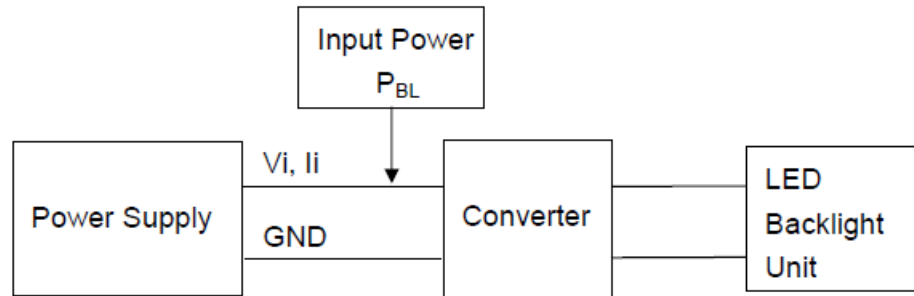 Input Power
PBL
Vi, Ii
Power Supply
GND
Converter
LED
Backlight
Unit